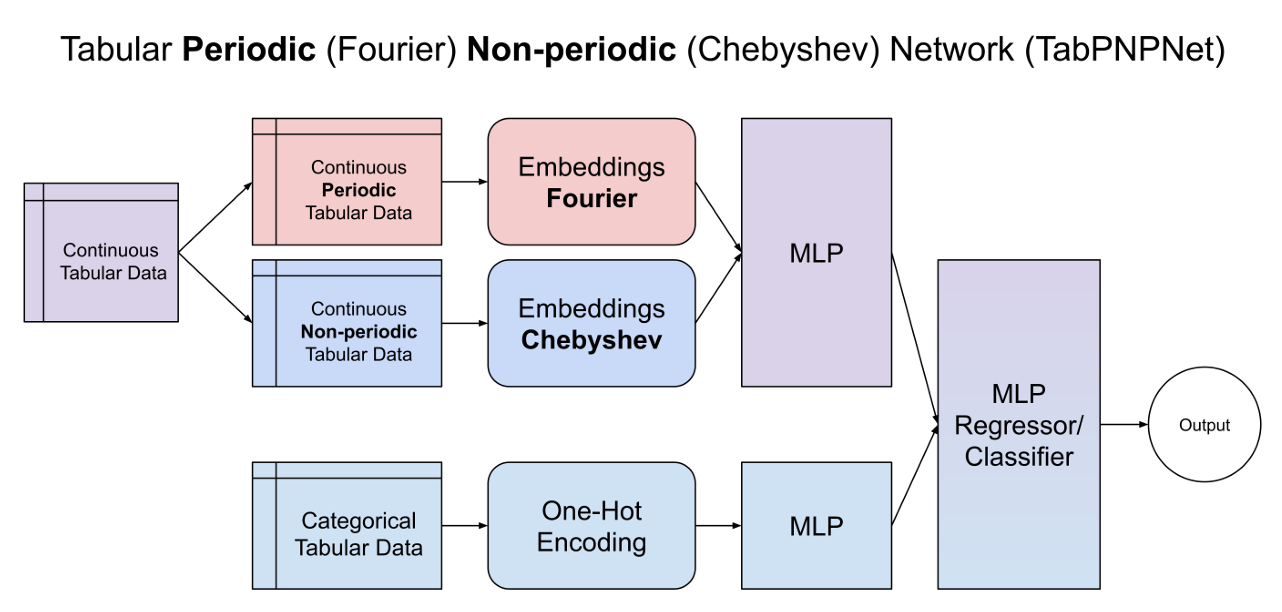 Tabular Periodic (Fourier) Non-periodic (Chebyshev) Network (TabPNPNet)
Continuous
Tabular Data
Continuous
Periodic
Tabular Data
Embeddings
Fourier
Continuous
Non-periodic
Tabular Data
Embeddings
Chebyshev
MLP
Categorical
Tabular Data
One-Hot
Encoding
MLP
MLP
Regressor/
Classifier
Output